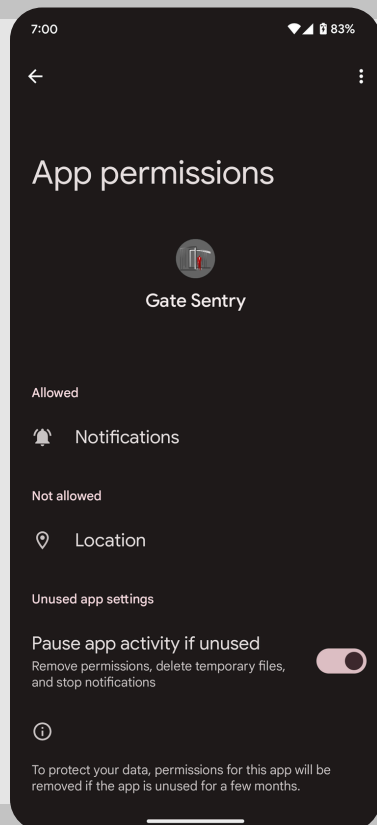 7:00
83%
App permissions
Gate Sentry
Allowed
Notifications
Not allowed
Location
Unused app settings
Pause app activity if unused
Remove permissions, delete temporary files,
and stop notifications
To protect your data, permissions for this app will be
removed if the app is unused for a few months.